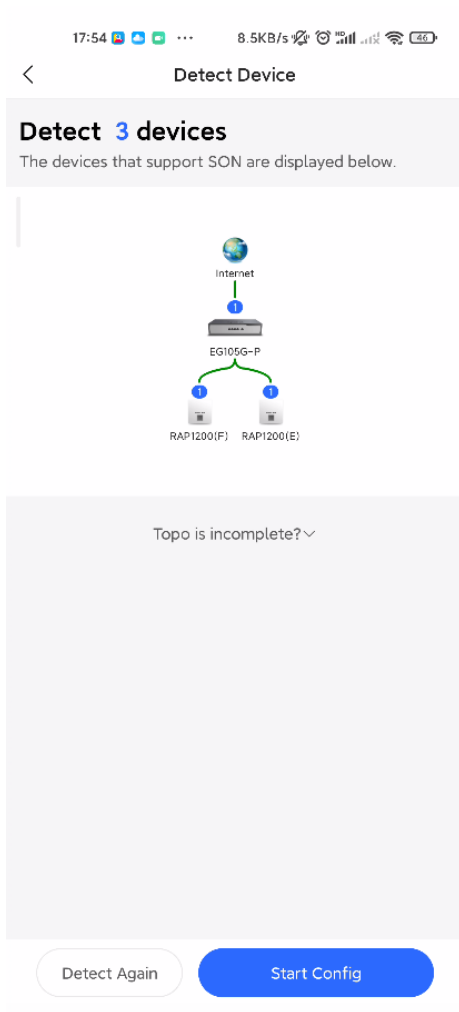 17:54 ... 8.5KB/s HD 46
Detect Device
Detect 3 devices
The devices that support SON are displayed below.
Internet
1
EG105G-P
1 1
RAP1200(F) RAP1200(E)
Topo is incomplete?
Detect Again Start Config